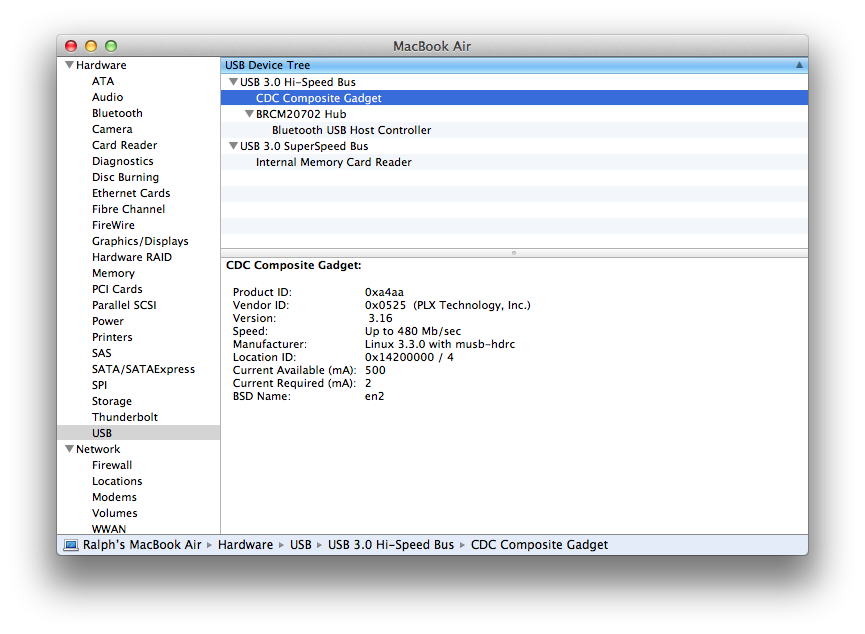 MacBook Air
Hardware
ATA
Audio
Bluetooth
Camera
Card Reader
Diagnostics
Disc Burning
Ethernet Cards
Fibre Channel
FireWire
Graphics/Displays
Hardware RAID
Memory
PCI Cards
Parallel SCSI
Power
Printers
SAS
SATA/SATAExpress
SPI
Storage
Thunderbolt
USB
Network
Firewall
Locations
Modems
Volumes
WWAN
USB Device Tree
USB 3.0 Hi-Speed Bus
CDC Composite Gadget
BRCM20702 Hub
Bluetooth USB Host Controller
USB 3.0 SuperSpeed Bus
Internal Memory Card Reader
CDC Composite Gadget:
Product ID: 0xa4aa
Vendor ID: 0x0525 (PLX Technology, Inc.)
Version: 3.16
Speed: Up to 480 Mb/sec
Manufacturer: Linux 3.3.0 with musb-hdrc
Location ID: 0x14200000 / 4
Current Available (mA): 500
Current Required (mA): 2
BSD Name: en2
Ralph's MacBook Air ▸ Hardware ▸ USB ▸ USB 3.0 Hi-Speed Bus ▸ CDC Composite Gadget